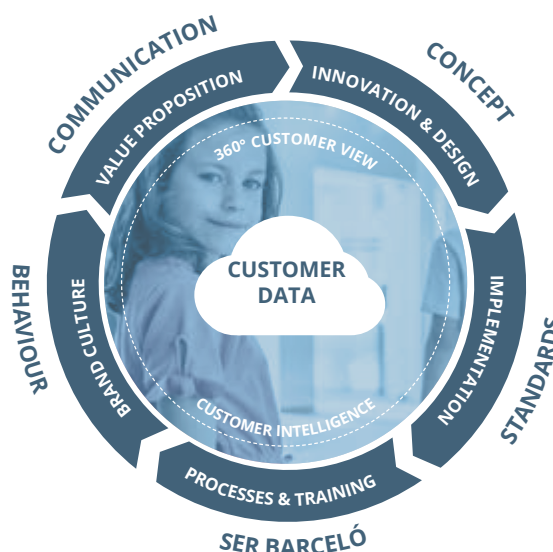 COMMUNICATION
CONCEPT
VALUE PROPOSITION
INNOVATION & DESIGN
360º CUSTOMER VIEW
CUSTOMER
DATA
BEHAVIOUR
BRAND CULTURE
IMPLEMENTATION
STANDARDS
CUSTOMER INTELLIGENCE
PROCESSES & TRAINING
SER BARCELÓ